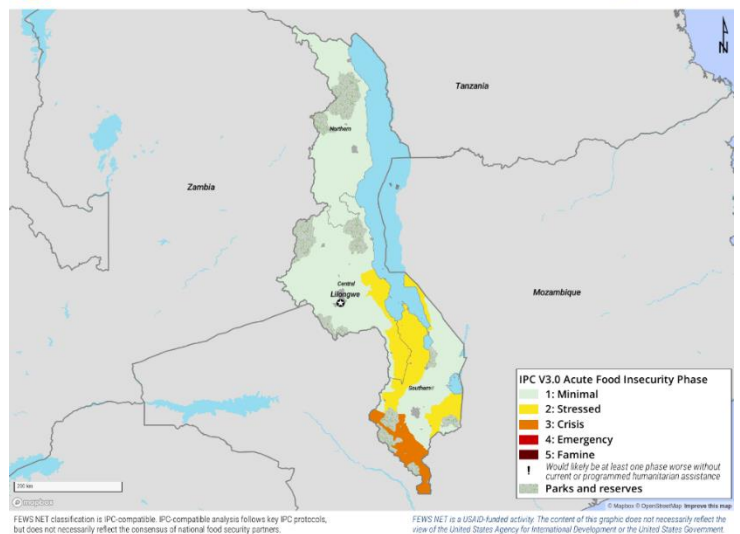 N
Tanzania
Northern
Zambia
Central
Lilongwe
Mozambique
Southern
IPC V3.0 Acute Food Insecurity Phase
1: Minimal
2: Stressed
3: Crisis
4: Emergency
5: Famine
! Would likely be at least one phase worse without
current or programmed humanitarian assistance
Parks and reserves
200 km
mapbox
© Mapbox © OpenStreetMap Improve this map
FEWS NET classification is IPC-compatible. IPC-compatible analysis follows key IPC protocols,
but does not necessarily reflect the consensus of national food security partners.
FEWS NET is a USAID-funded activity. The content of this graphic does not necessarily reflect the
view of the United States Agency for International Development or the United States Government.